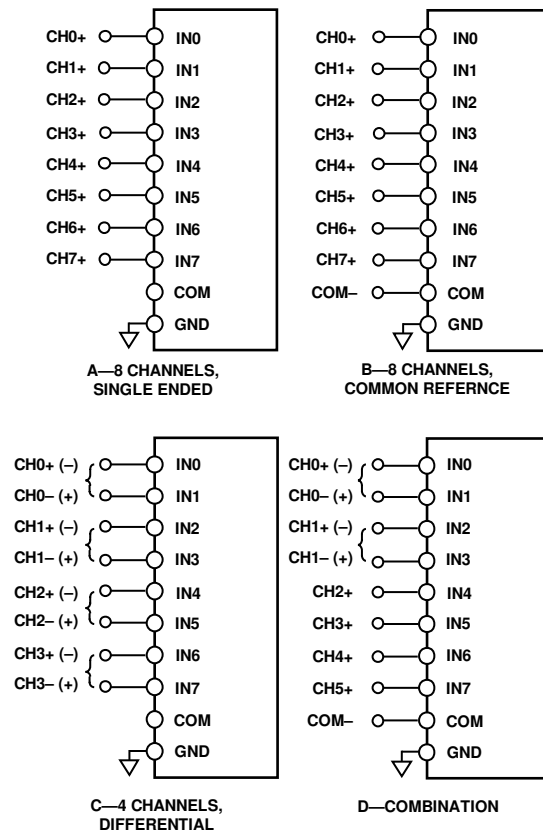 CH0+ IN0
CH1+ IN1
CH2+ IN2
CH3+ IN3
CH4+ IN4
CH5+ IN5
CH6+ IN6
CH7+ IN7
COM
GND
A—8 CHANNELS,
SINGLE ENDED
CH0+ IN0
CH1+ IN1
CH2+ IN2
CH3+ IN3
CH4+ IN4
CH5+ IN5
CH6+ IN6
CH7+ IN7
COM– COM
GND
B—8 CHANNELS,
COMMON REFERNCE
CH0+ (–) IN0
CH0– (+) IN1
CH1+ (–) IN2
CH1– (+) IN3
CH2+ (–) IN4
CH2– (+) IN5
CH3+ (–) IN6
CH3– (+) IN7
COM
GND
C—4 CHANNELS,
DIFFERENTIAL
CH0+ (–) IN0
CH0– (+) IN1
CH1+ (–) IN2
CH1– (+) IN3
CH2+ IN4
CH3+ IN5
CH4+ IN6
CH5+ IN7
COM– COM
GND
D—COMBINATION